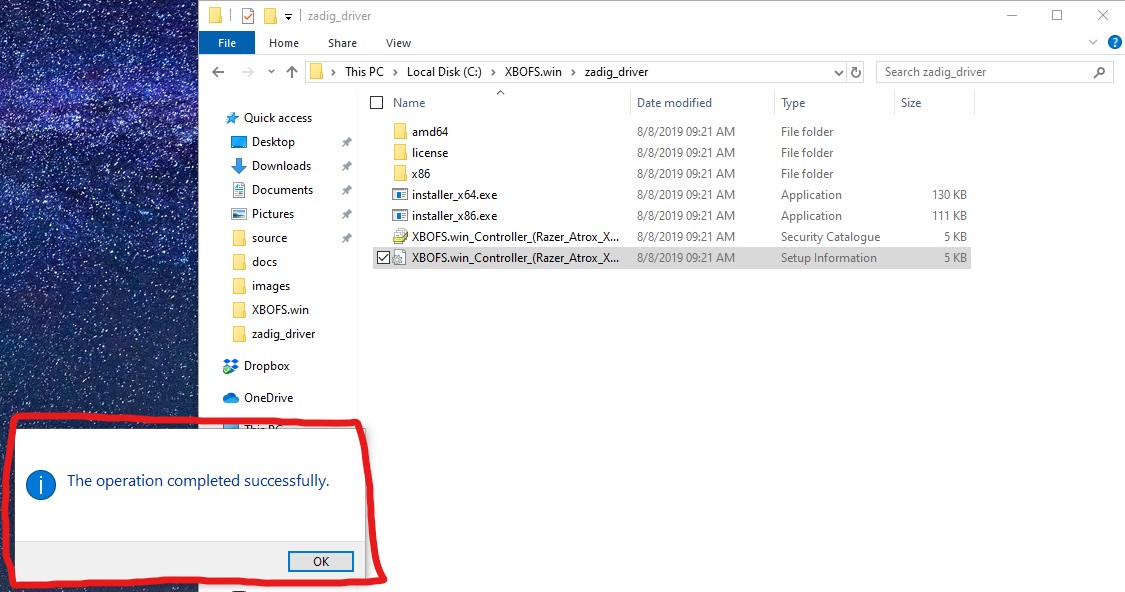 zadig_driver
File Home Share View
This PC Local Disk (C:) XBOFS.win zadig_driver
Search zadig_driver
Name Date modified Type Size
Quick access
Desktop
Downloads
Documents
Pictures
source
docs
images
XBOFS.win
zadig_driver
Dropbox
OneDrive
This PC
amd64 8/8/2019 09:21 AM File folder
license 8/8/2019 09:21 AM File folder
x86 8/8/2019 09:21 AM File folder
installer_x64.exe 8/8/2019 09:21 AM Application 130 KB
installer_x86.exe 8/8/2019 09:21 AM Application 111 KB
XBOFS.win_Controller_(Razer_Atrox_X... 8/8/2019 09:21 AM Security Catalogue 5 KB
XBOFS.win_Controller_(Razer_Atrox_X... 8/8/2019 09:21 AM Setup Information 5 KB
The operation completed successfully.
OK